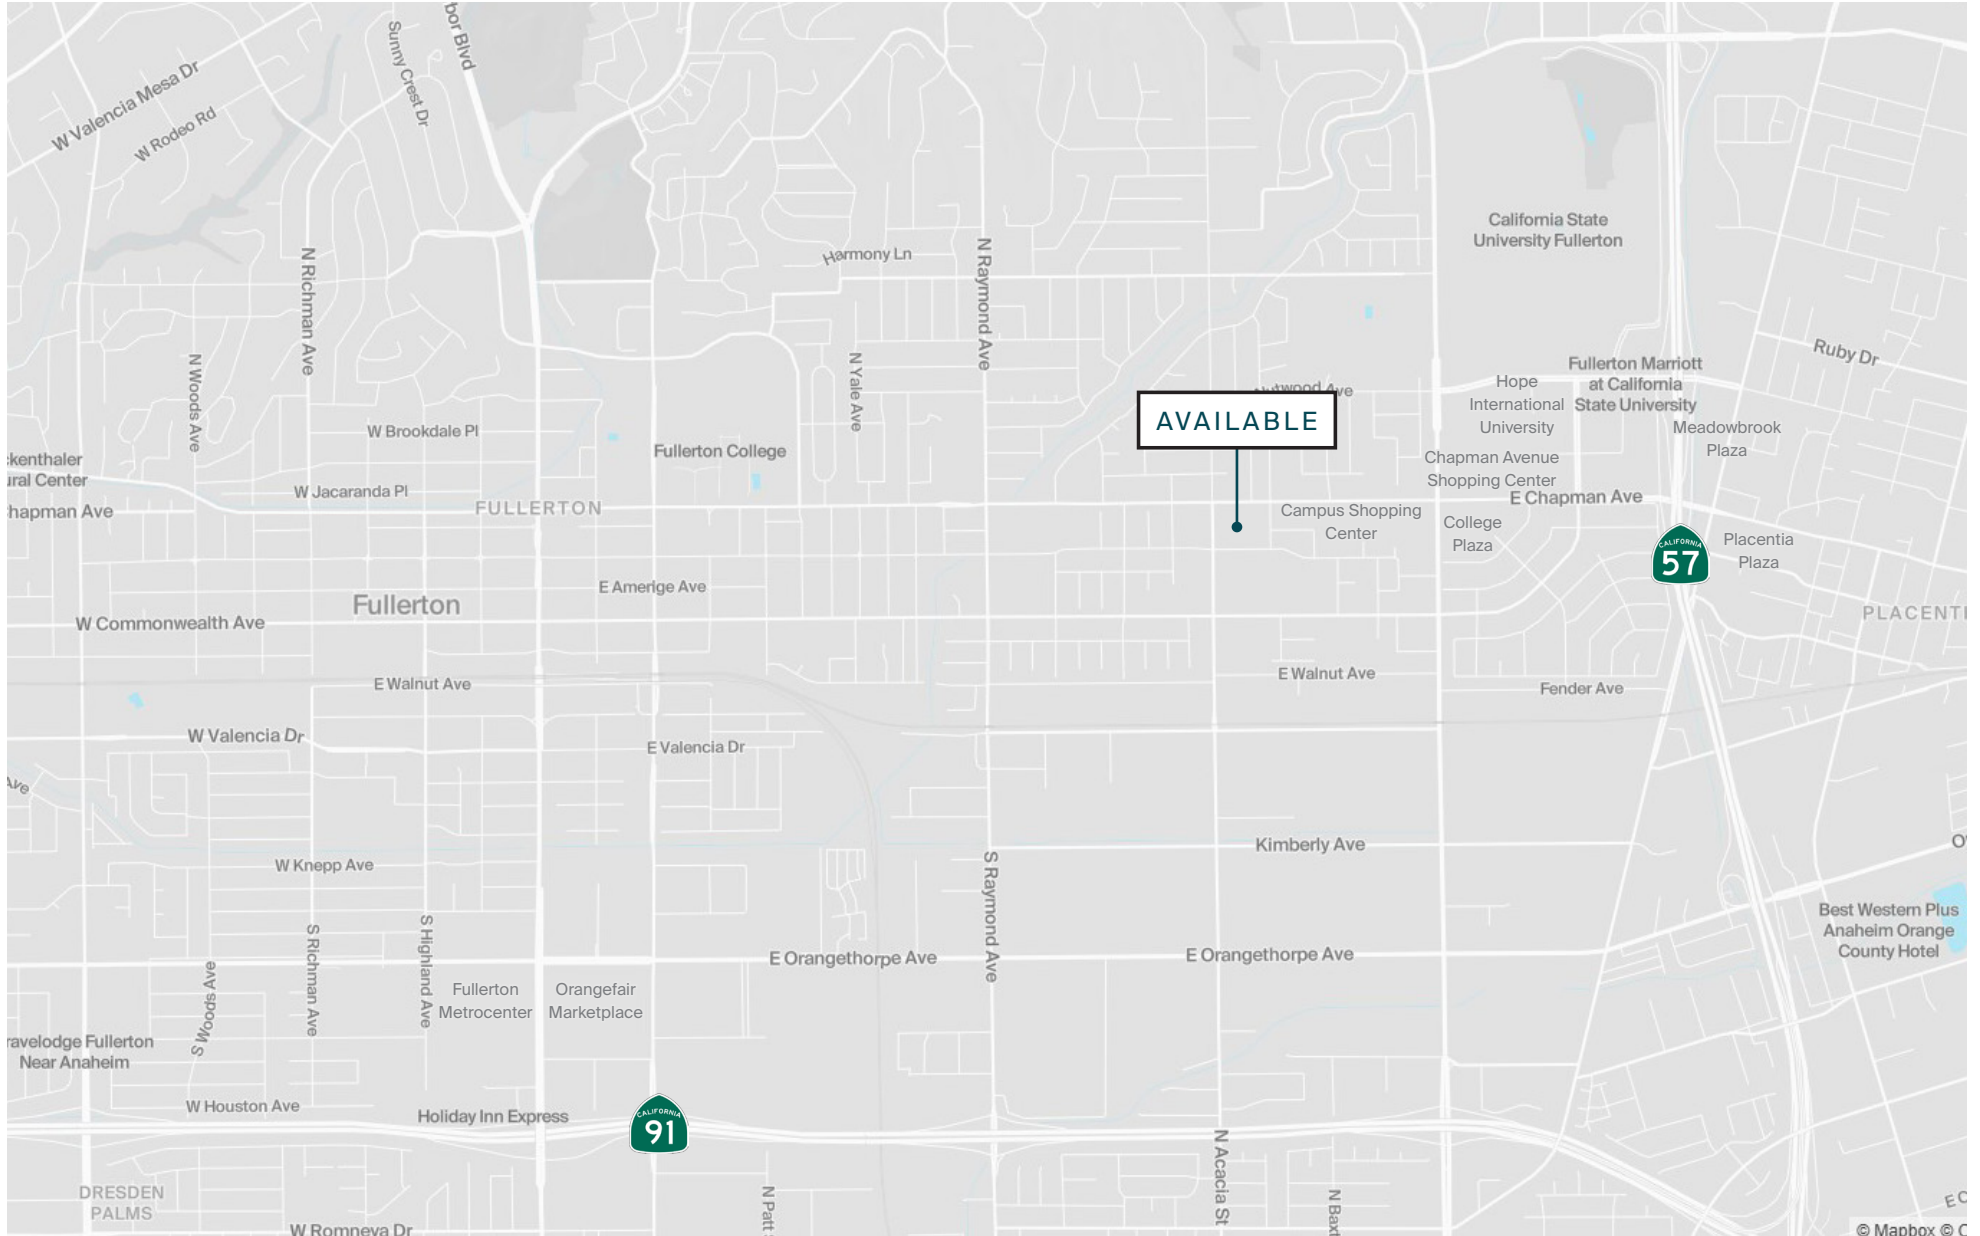 bor Blvd
Sunny Crest Dr
W Valencia Mesa Dr
W Rodeo Rd
California State
University Fullerton
Harmony Ln
N Raymond Ave
N Richman Ave
N Woods Ave
N Yale Ave
Ruby Dr
Fullerton Marriott
at California
State University
Hope
International
University
AVAILABLE
W Brookdale Pl
Fullerton College
Meadowbrook
Plaza
Chapman Avenue
Shopping Center
ckenthaler
ural Center
W Jacaranda Pl
FULLERTON
E Chapman Ave
hapman Ave
Campus Shopping
Center
College
Plaza
CALIFORNIA
57
Placentia
Plaza
E Amerige Ave
Fullerton
W Commonwealth Ave
PLACENTI
E Walnut Ave
E Walnut Ave
Fender Ave
W Valencia Dr
E Valencia Dr
Ave
Kimberly Ave
W Knepp Ave
S Raymond Ave
Best Western Plus
Anaheim Orange
County Hotel
S Richman Ave
S Highland Ave
S Woods Ave
E Orangethorpe Ave
E Orangethorpe Ave
Fullerton
Metrocenter
Orangefair
Marketplace
ravelodge Fullerton
Near Anaheim
W Houston Ave
Holiday Inn Express
CALIFORNIA
91
N Acacia St
DRESDEN
PALMS
N Patt
N Baxt
W Romneya Dr
E C
© Mapbox ©